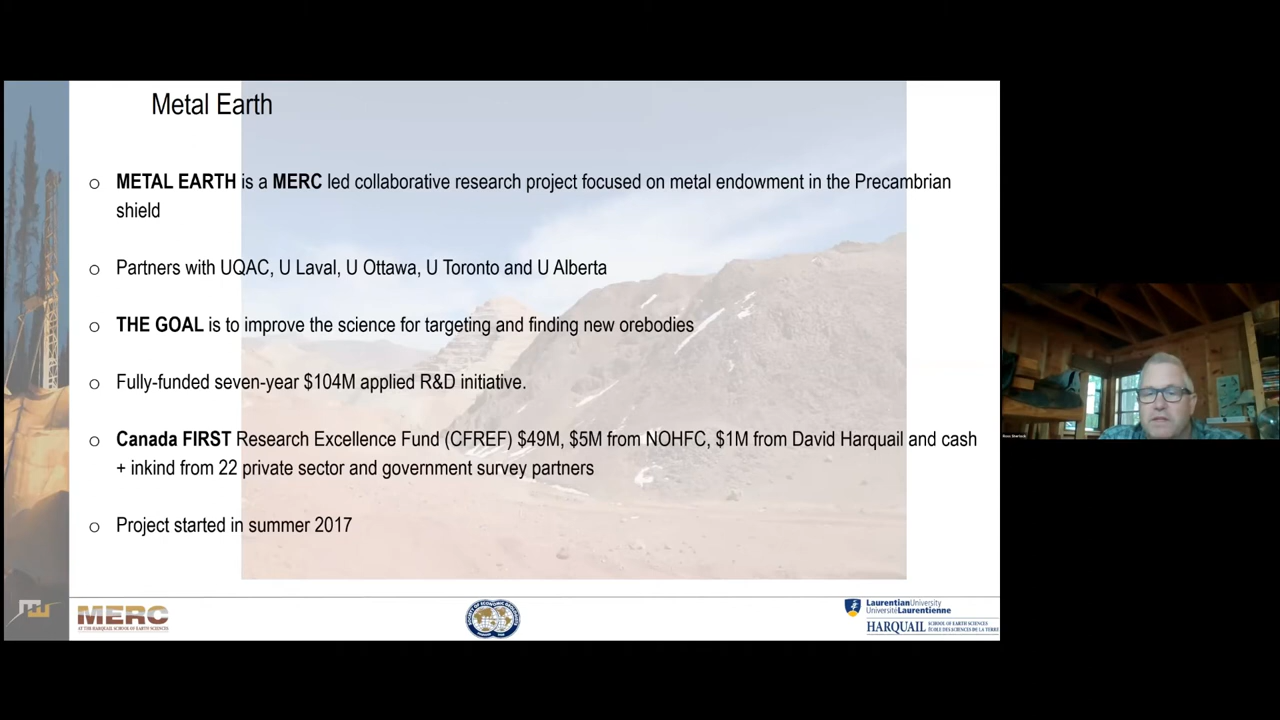 Metal Earth
METAL EARTH is a MERC led collaborative research project focused on metal endowment in the Precambrian
shield
Partners with UQAC, U Laval, U Ottawa, U Toronto and U Alberta
THE GOAL is to improve the science for targeting and finding new orebodies
Fully-funded seven-year $104M applied R&D initiative.
Canada FIRST Research Excellence Fund (CFREF) $49M, $5M from NOHFC, $1M from David Harquail and cash
+ inkind from 22 private sector and government survey partners
Project started in summer 2017
MERC
AT THE HARQUAIL SCHOOL OF EARTH SCIENCES
SOCIETY OF ECONOMIC
LaurentianUniversity
UniversitéLaurentienne
HARQUAIL
SCHOOL OF EARTH SCIENCES
ÉCOLE DES SCIENCES DE LA TERRE